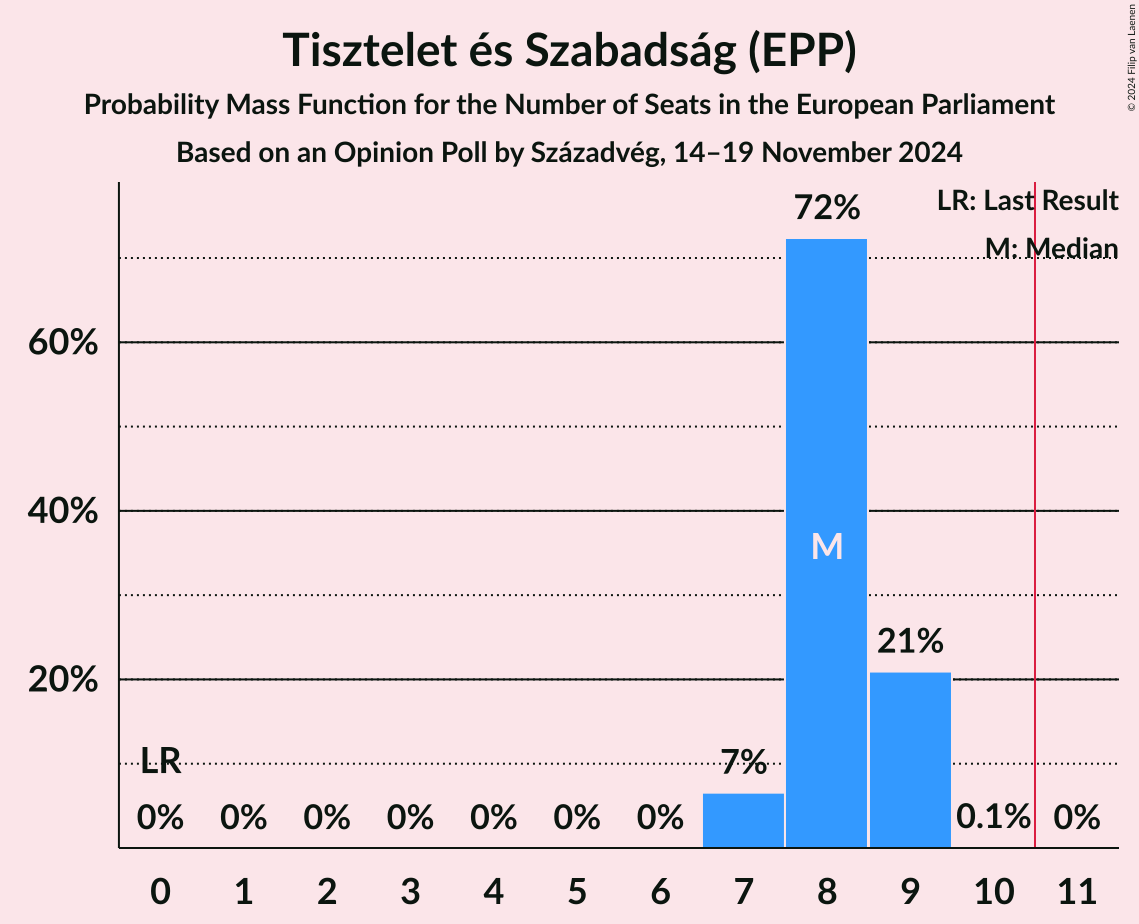 Tisztelet és Szabadság (EPP)
Probability Mass Function for the Number of Seats in the European Parliament
Based on an Opinion Poll by Századvég, 14–19 November 2024
© 2024 Filip van Laenen
LR: Last Result
M: Median
72%
60%
40%
M
21%
20%
LR
7%
0% 0% 0% 0% 0% 0% 0% 0.1% 0%
0 1 2 3 4 5 6 7 8 9 10 11